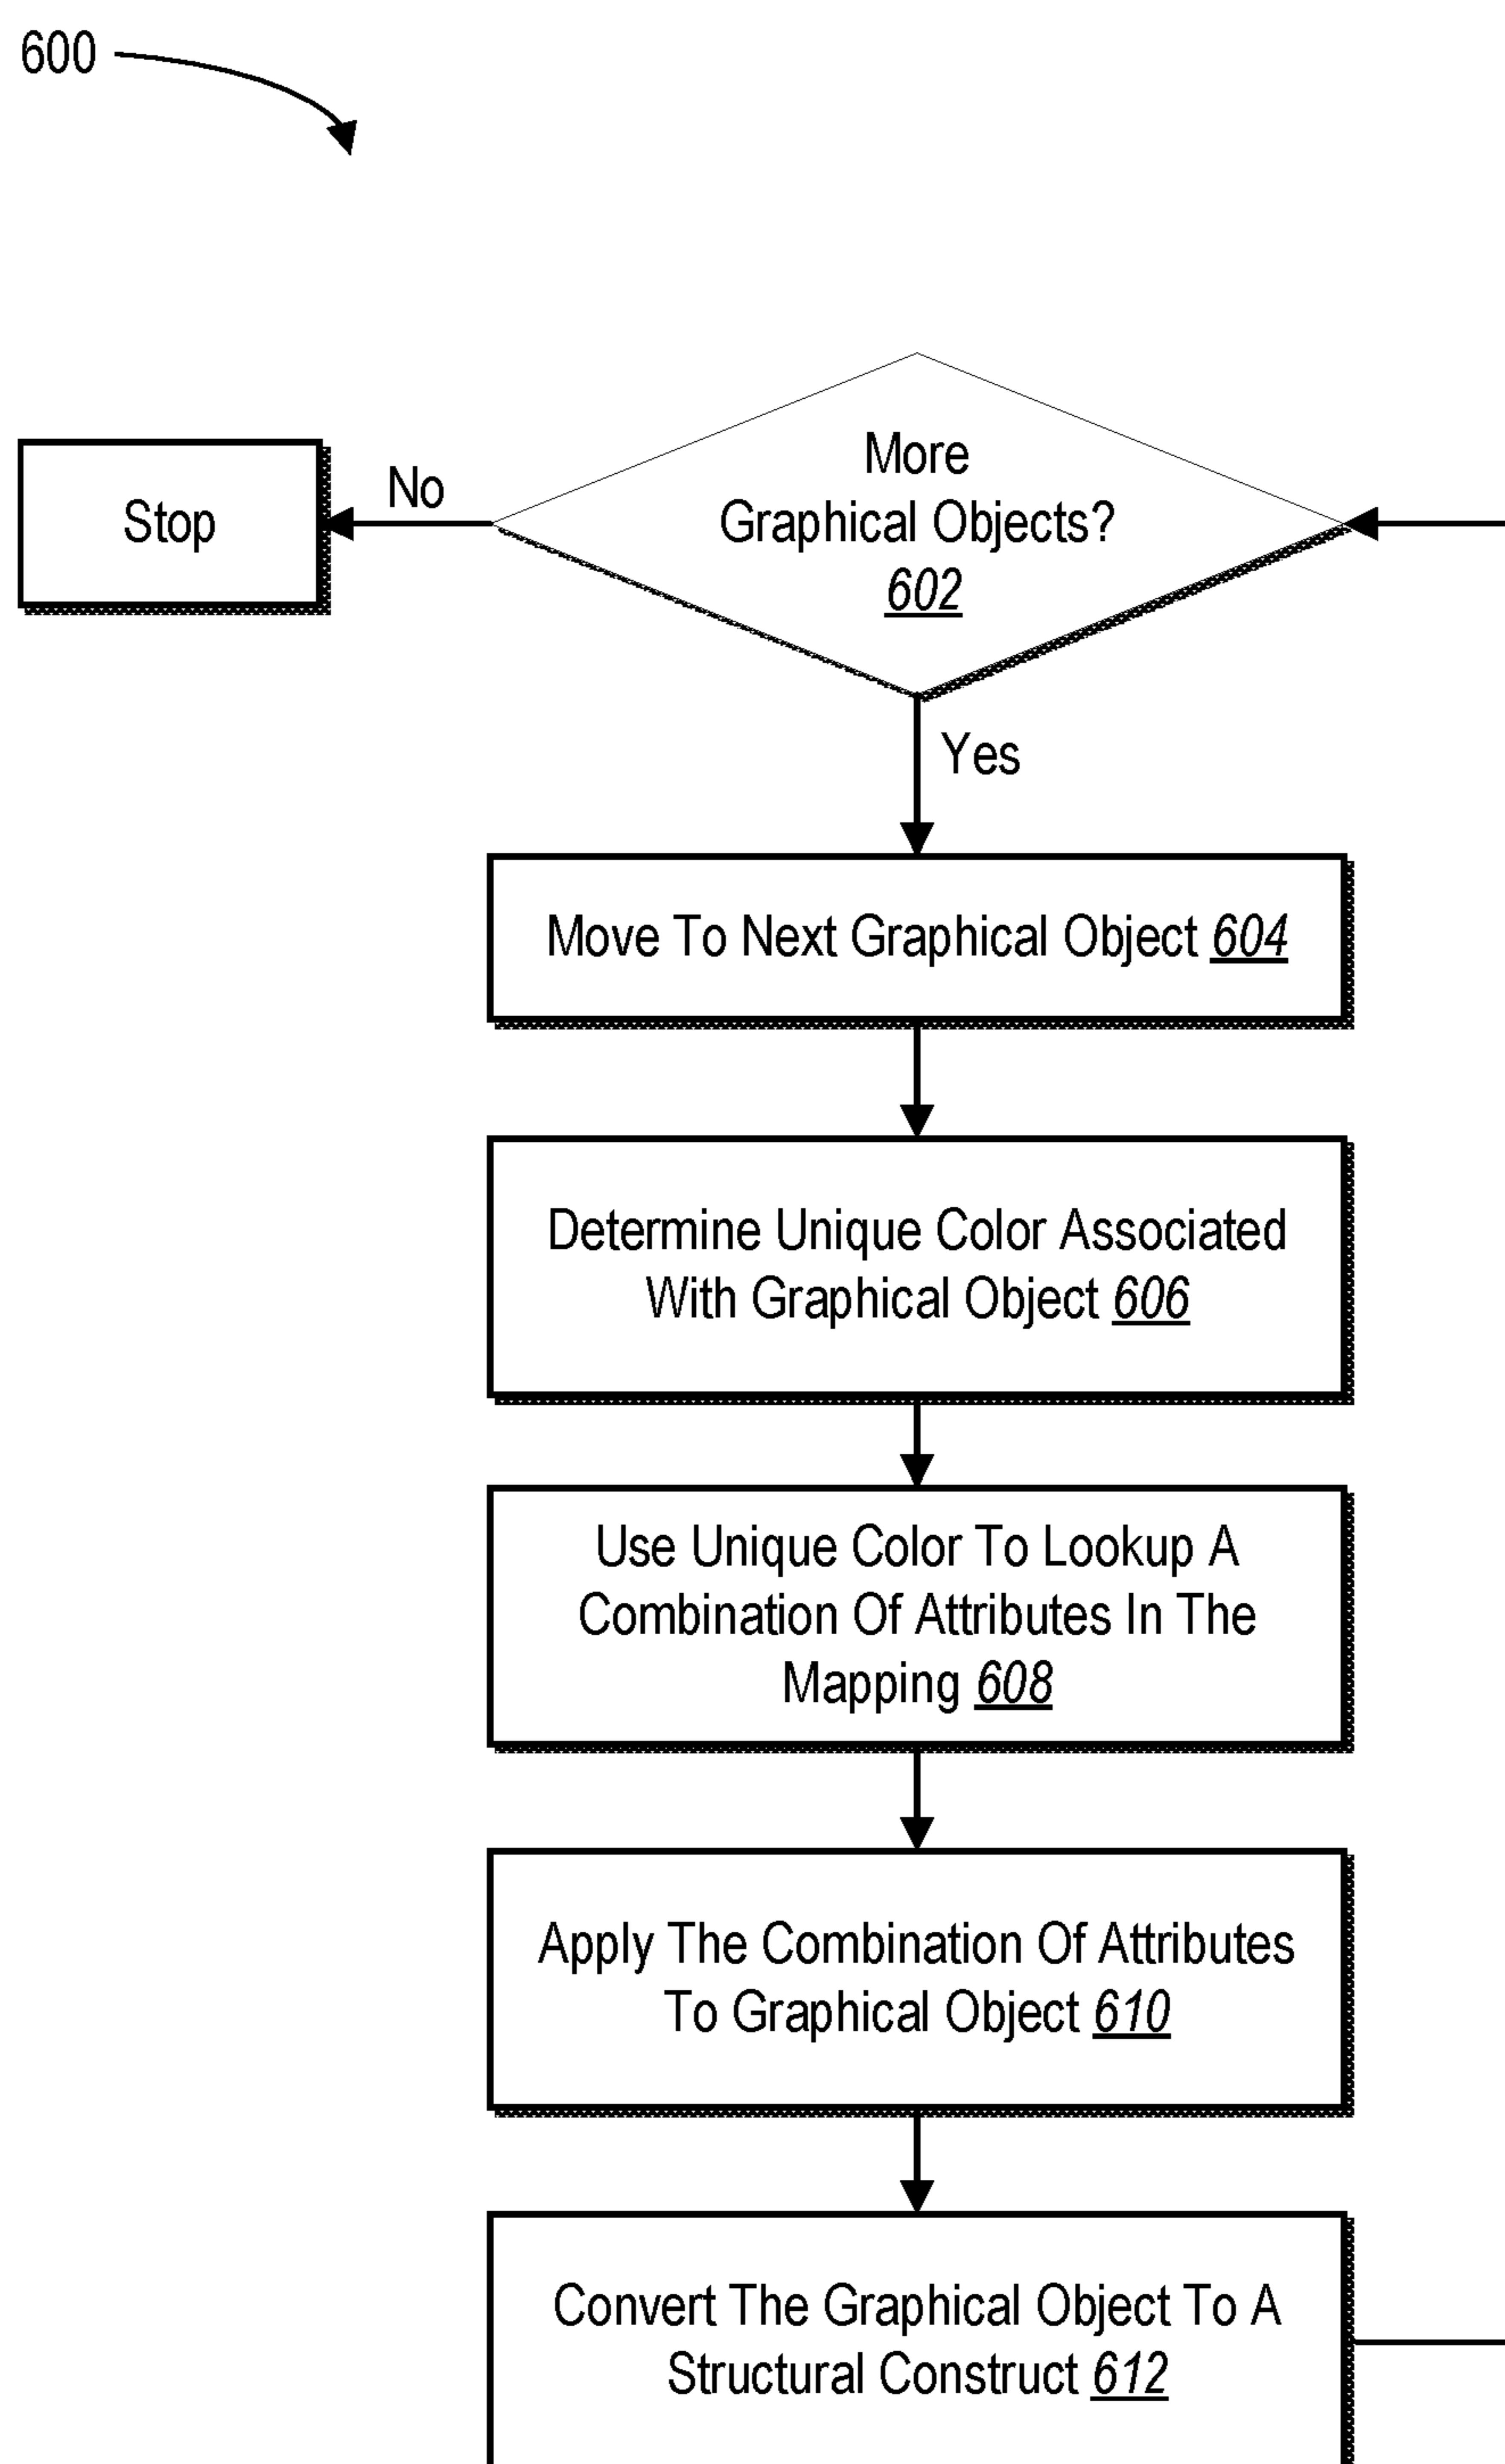 600
More
Graphical Objects?
602
No
Stop
Yes
Move To Next Graphical Object 604
Determine Unique Color Associated
With Graphical Object 606
Use Unique Color To Lookup A
Combination Of Attributes In The
Mapping 608
Apply The Combination Of Attributes
To Graphical Object 610
Convert The Graphical Object To A
Structural Construct 612